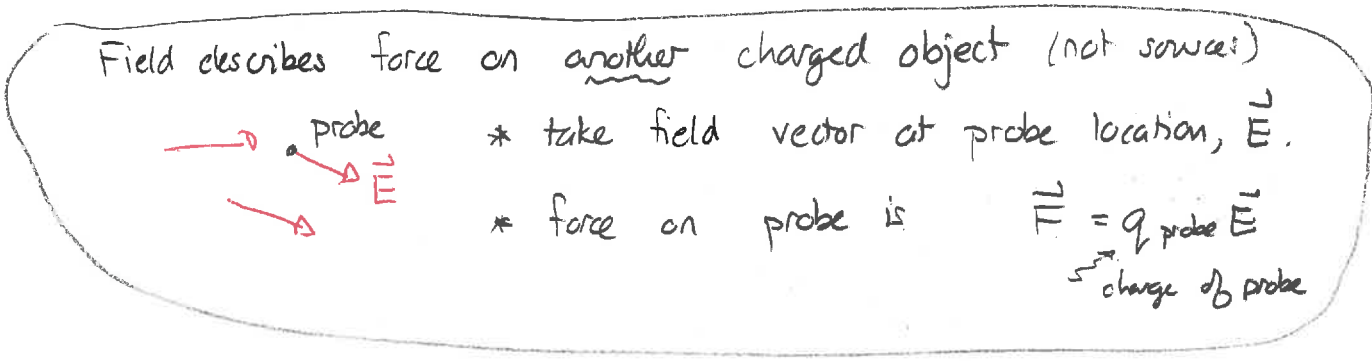 Field describes force on another charged object (not sources)
probe * take field vector at probe location, E⃗.
E⃗
* force on probe is F⃗ = q probe E⃗
charge of probe